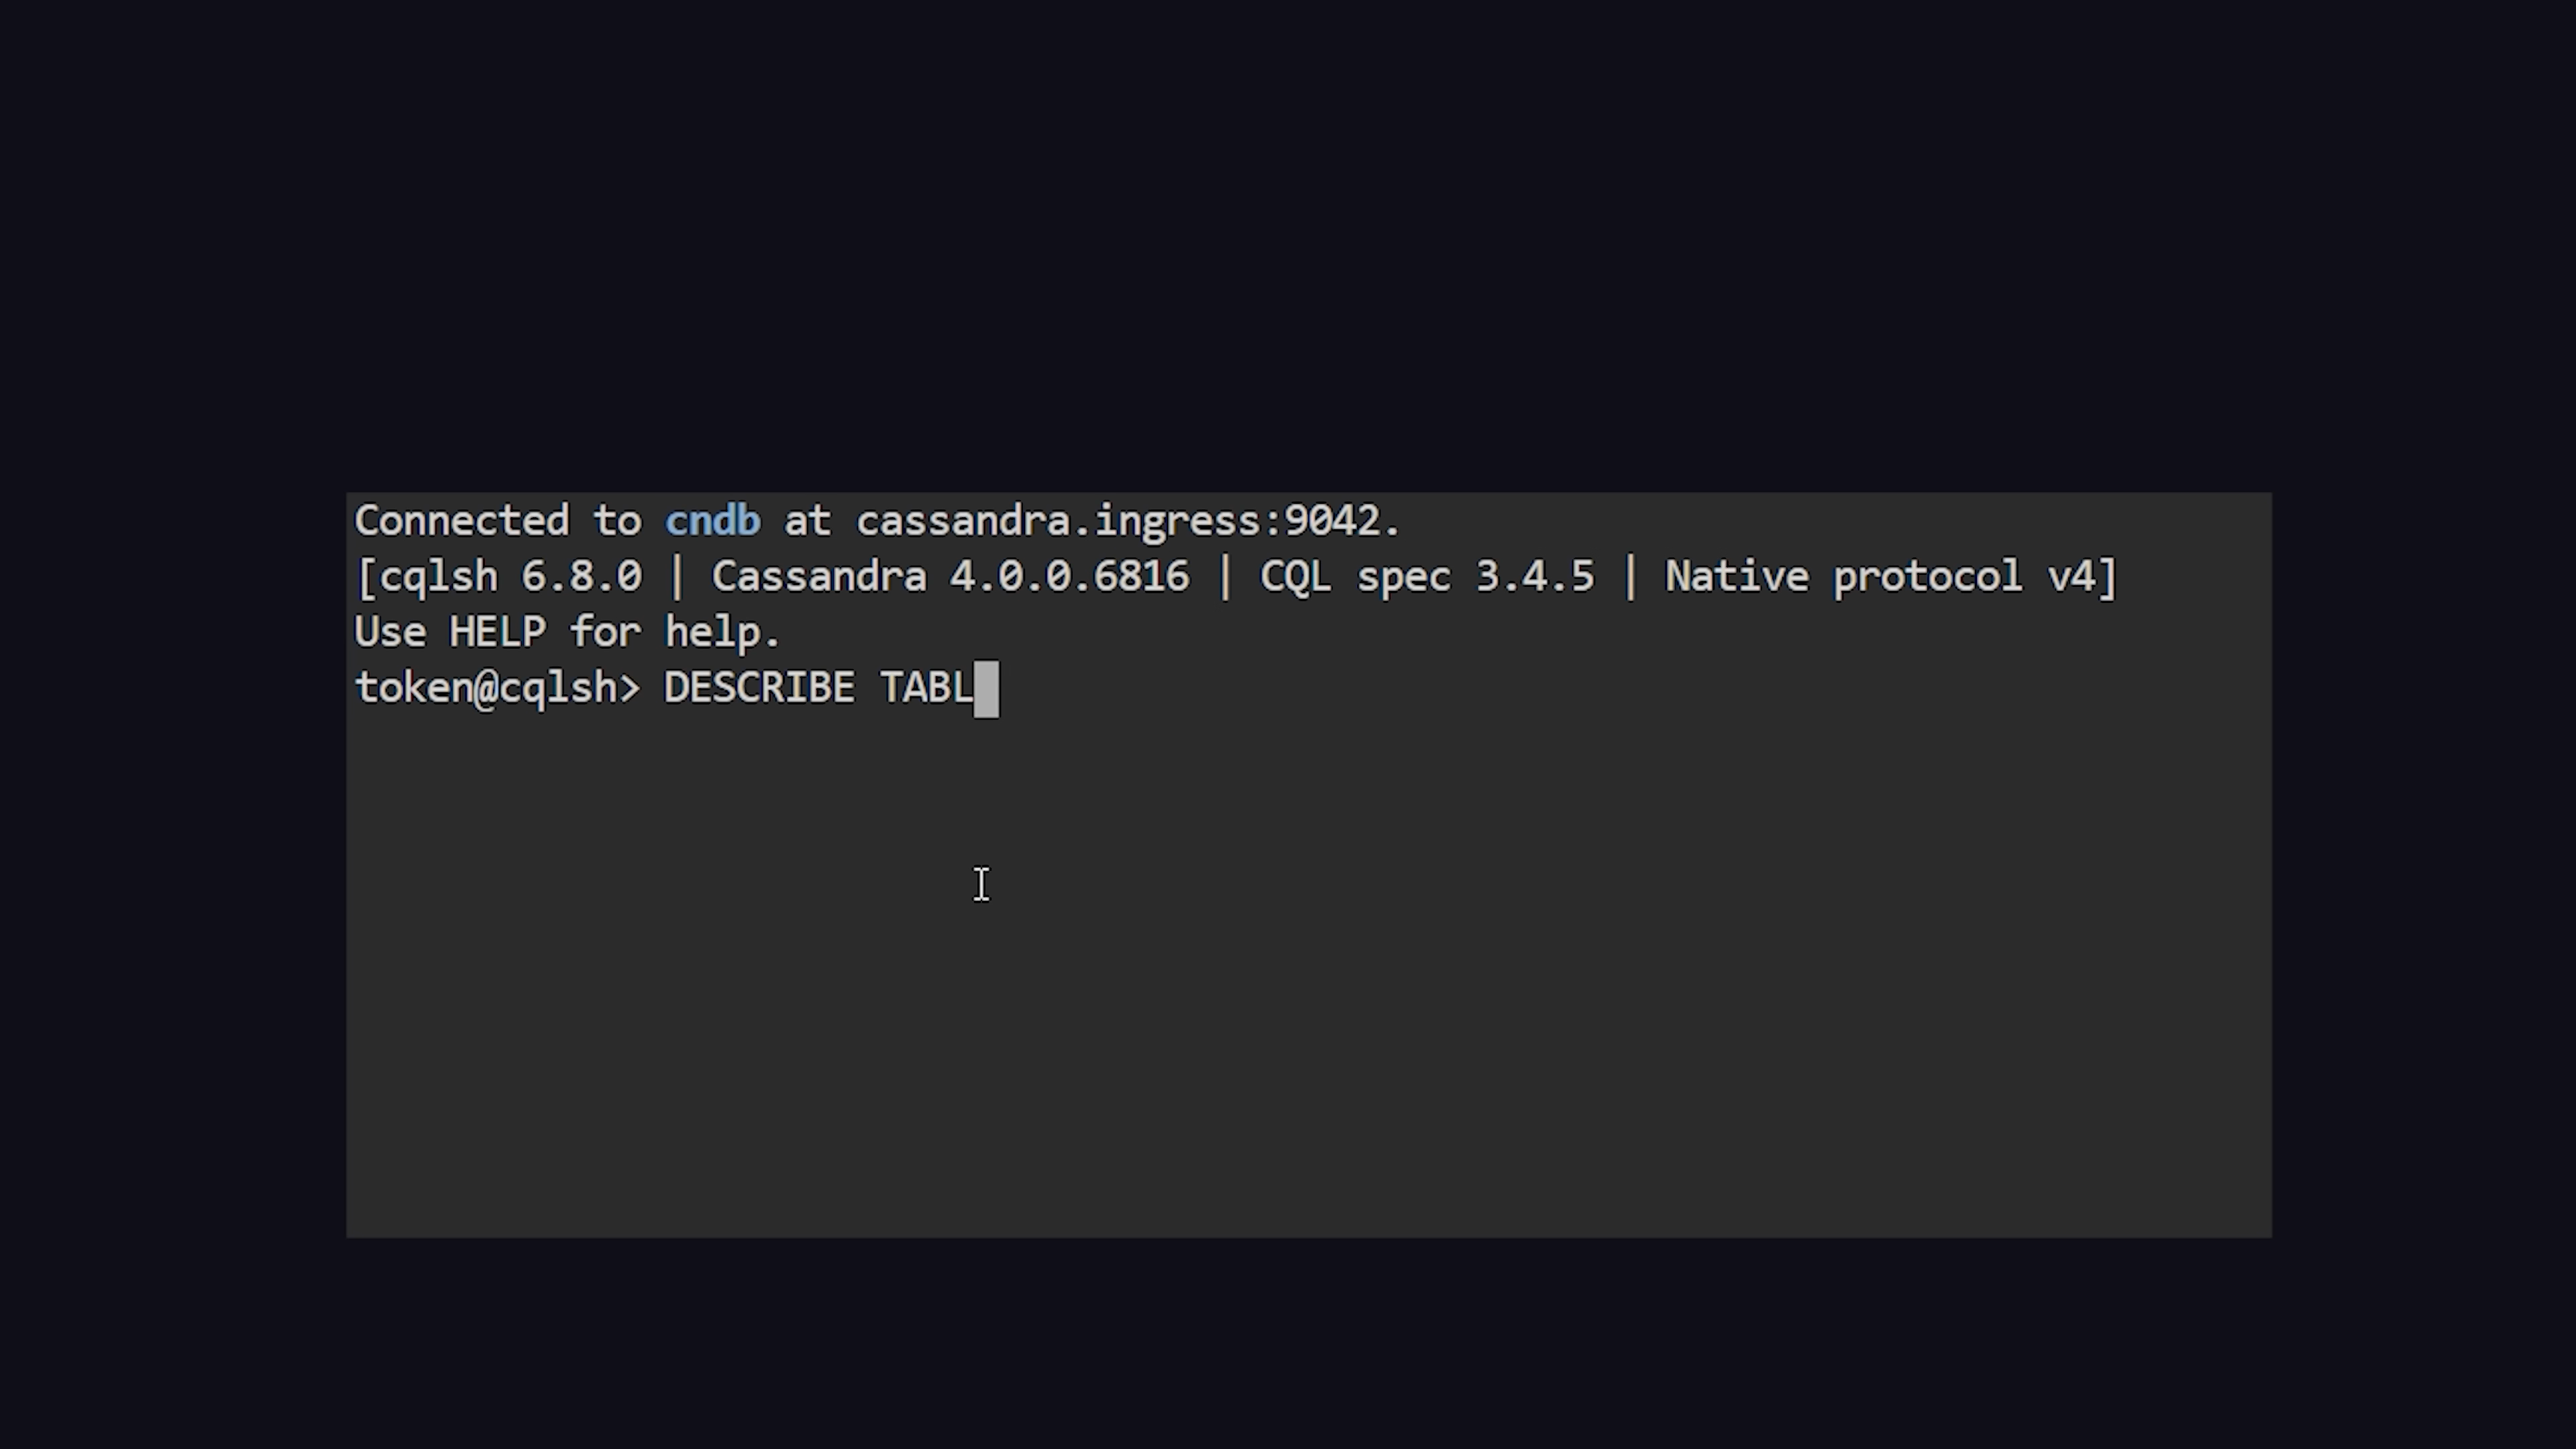 Connected to cndb at cassandra.ingress:9042.
[cqlsh 6.8.0 | Cassandra 4.0.0.6816 | CQL spec 3.4.5 | Native protocol v4]
Use HELP for help.
token@cqlsh> DESCRIBE TABL